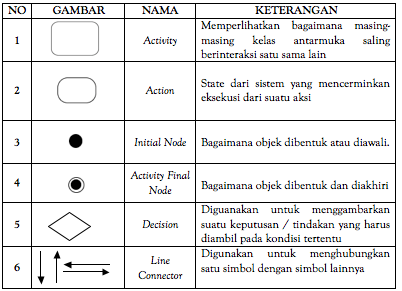 NO GAMBAR NAMA KETERANGAN
1 Activity Memperlihatkan bagaimana masing-
masing kelas antarmuka saling
berinteraksi satu sama lain
2 Action State dari sistem yang mencerminkan
eksekusi dari suatu aksi
3 Initial Node Bagaimana objek dibentuk atau diawali.
4 Activity Final
Node Bagaimana objek dibentuk dan diakhiri
5 Decision Diguanakan untuk menggambarkan
suatu keputusan / tindakan yang harus
diambil pada kondisi tertentu
6 Line
Connector Digunakan untuk menghubungkan
satu simbol dengan simbol lainnya